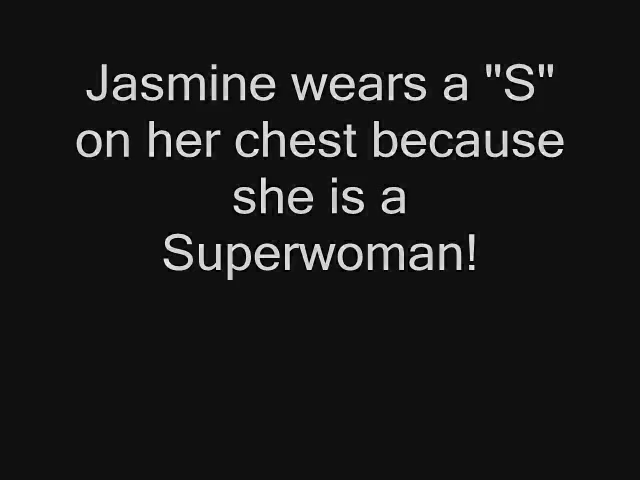 Jasmine wears a "S"
on her chest because
she is a
Superwoman!